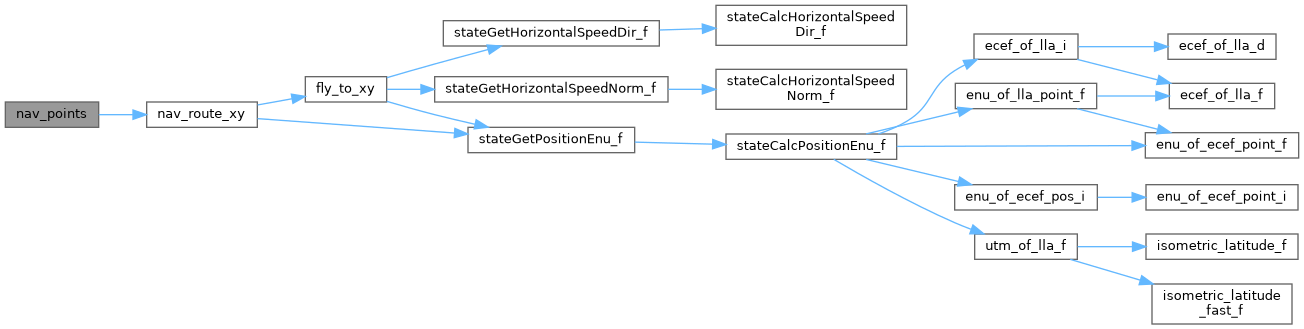 nav_points
nav_route_xy
fly_to_xy
stateGetHorizontalSpeedDir_f
stateGetHorizontalSpeedNorm_f
stateGetPositionEnu_f
stateCalcHorizontalSpeed
Dir_f
stateCalcHorizontalSpeed
Norm_f
stateCalcPositionEnu_f
ecef_of_lla_i
enu_of_lla_point_f
enu_of_ecef_pos_i
utm_of_lla_f
ecef_of_lla_d
ecef_of_lla_f
enu_of_ecef_point_f
enu_of_ecef_point_i
isometric_latitude_f
isometric_latitude
_fast_f